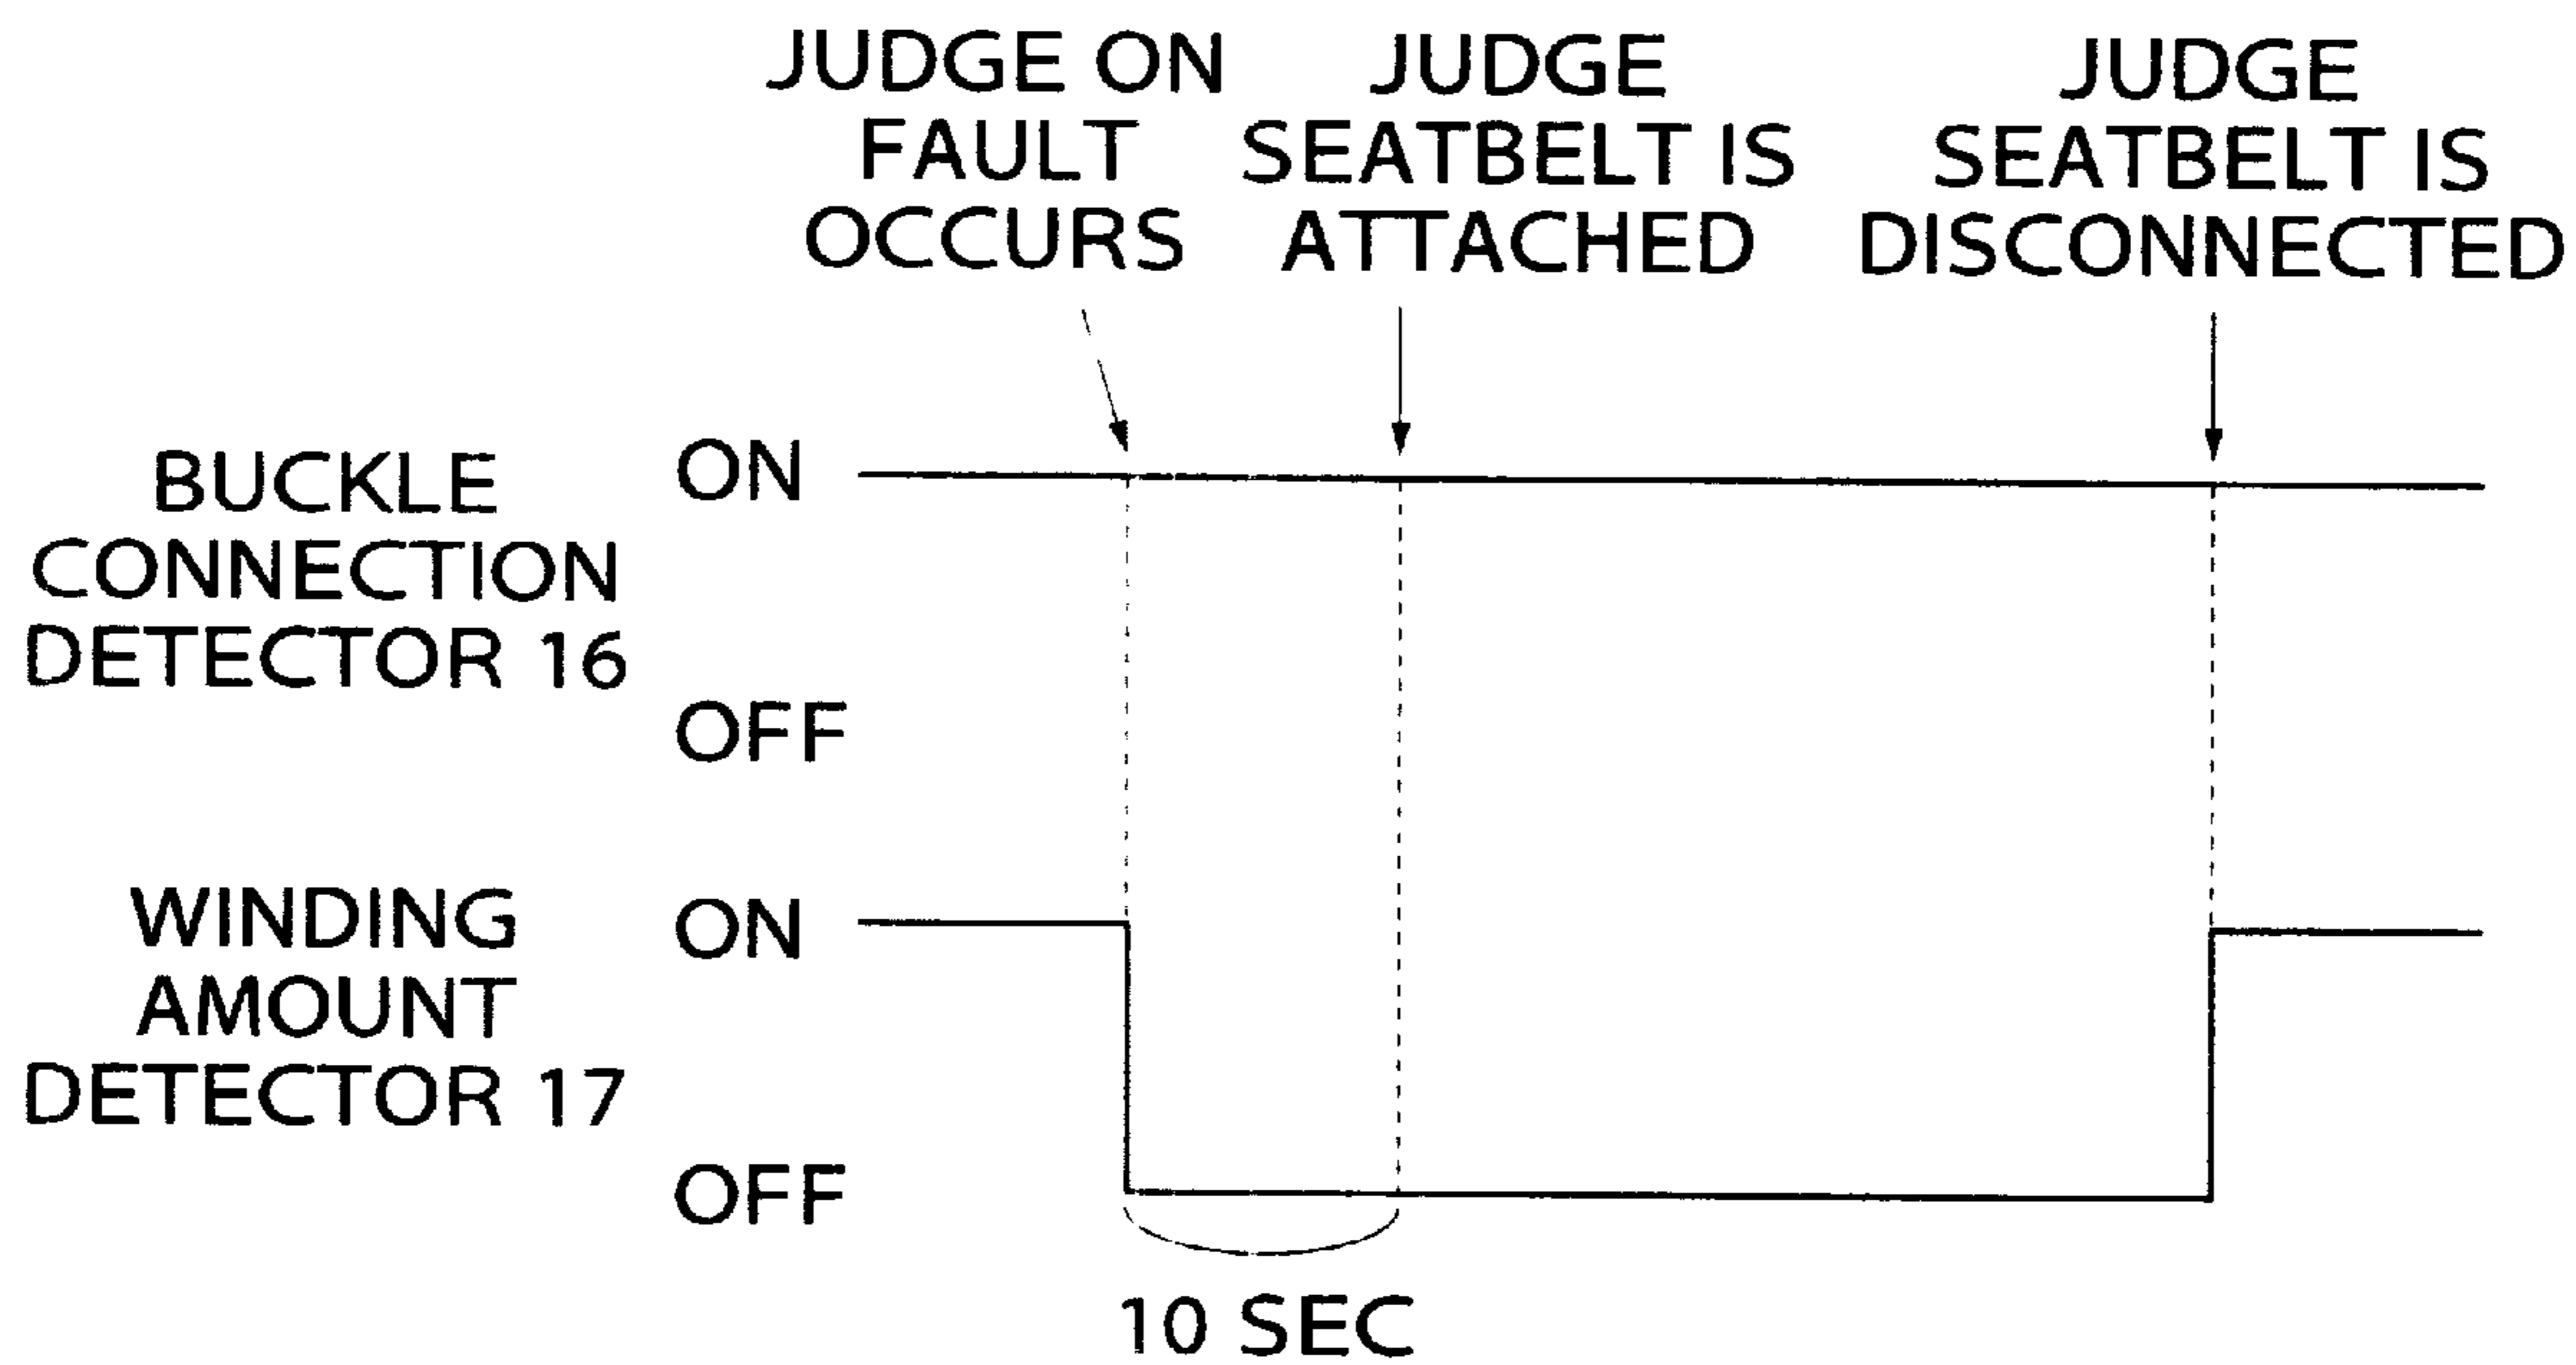 JUDGE ON
FAULT
OCCURS
JUDGE
SEATBELT IS
ATTACHED
JUDGE
SEATBELT IS
DISCONNECTED
BUCKLE
CONNECTION
DETECTOR 16
ON
OFF
WINDING
AMOUNT
DETECTOR 17
ON
OFF
10 SEC